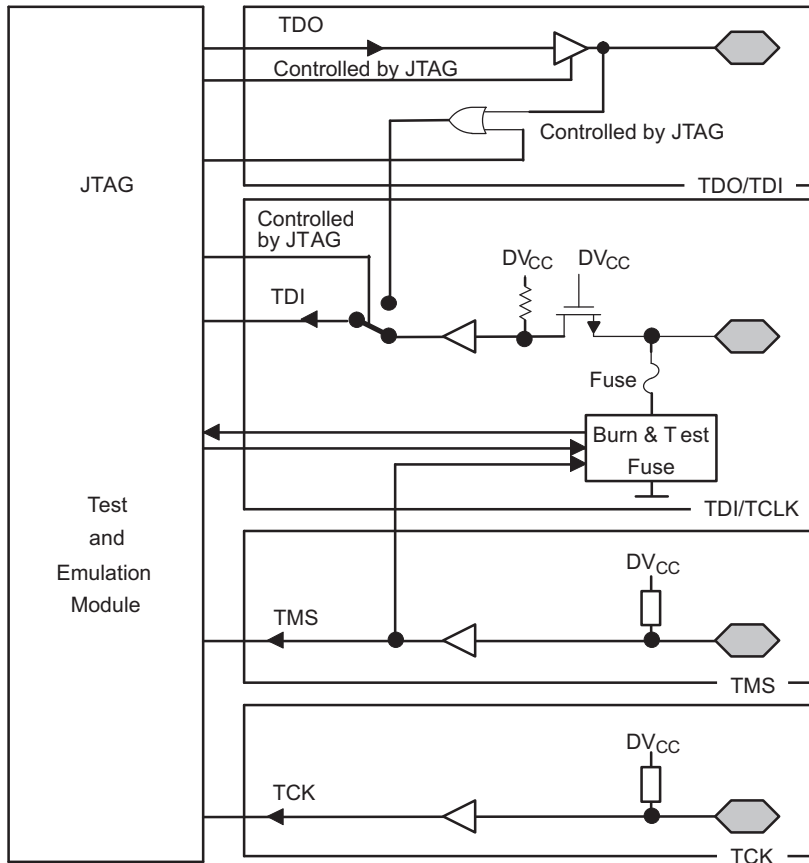 TDO
Controlled by JTAG
Controlled by JTAG
JTAG
TDO/TDI
Controlled
by JTAG
DVCC
DVCC
TDI
Fuse
Burn & Test
Fuse
TDI/TCLK
Test
and
Emulation
Module
DVCC
TMS
TMS
DVCC
TCK
TCK